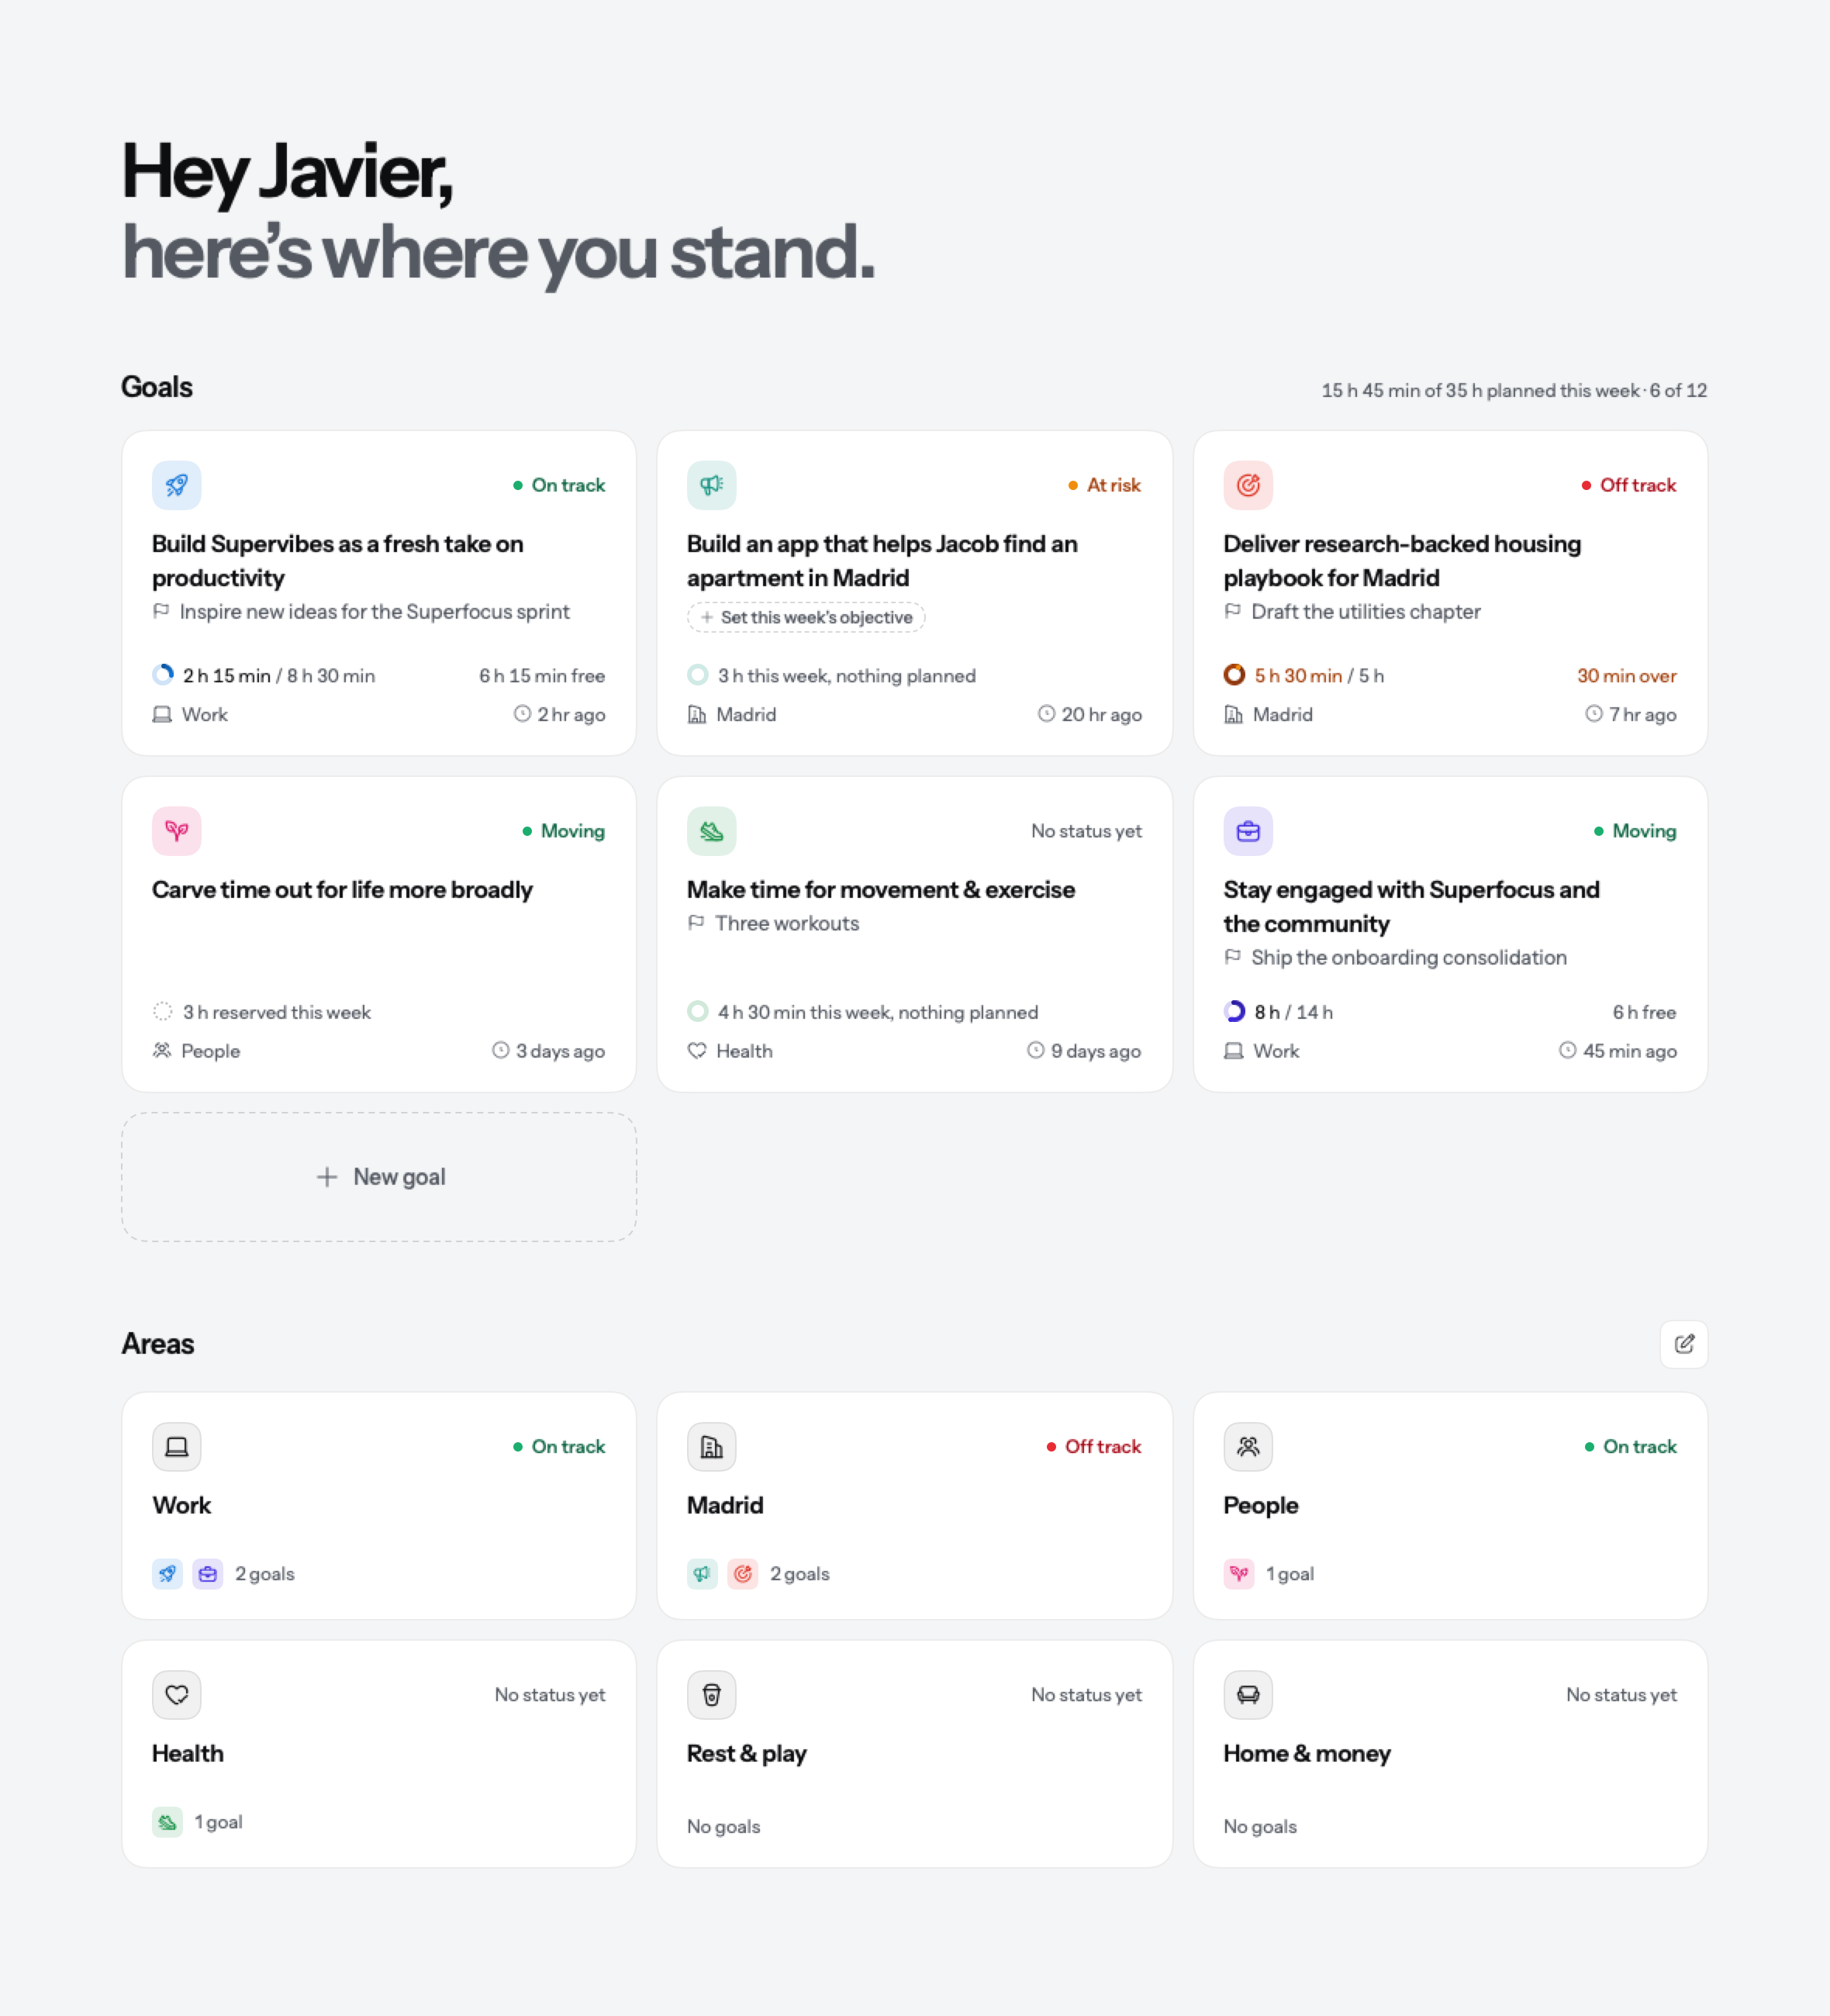 Hey Javier,
here’s where you stand.
Goals
15 h 45 min of 35 h planned this week · 6 of 12
On track
Build Supervibes as a fresh take on
productivity
Inspire new ideas for the Superfocus sprint
2 h 15 min / 8 h 30 min
6 h 15 min free
Work
2 hr ago
At risk
Build an app that helps Jacob find an
apartment in Madrid
+ Set this week's objective
3 h this week, nothing planned
Madrid
20 hr ago
Off track
Deliver research-backed housing
playbook for Madrid
Draft the utilities chapter
5 h 30 min / 5 h
30 min over
Madrid
7 hr ago
Moving
Carve time out for life more broadly
3 h reserved this week
People
3 days ago
No status yet
Make time for movement & exercise
Three workouts
4 h 30 min this week, nothing planned
Health
9 days ago
Moving
Stay engaged with Superfocus and
the community
Ship the onboarding consolidation
8 h / 14 h
6 h free
Work
45 min ago
+ New goal
Areas
On track
Work
2 goals
Off track
Madrid
2 goals
On track
People
1 goal
No status yet
Health
1 goal
No status yet
Rest & play
No goals
No status yet
Home & money
No goals